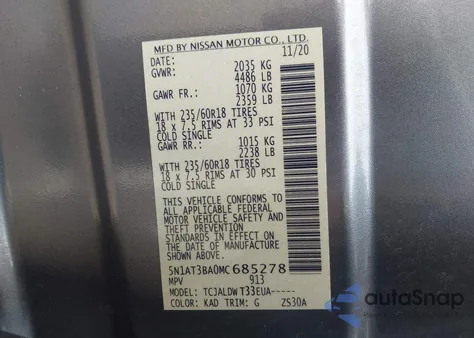 MFD BY NISSAN MOTOR CO., LTD.
DATE: 11/20
GVWR: 2035 KG
4486 LB
GAWR FR.: 1070 KG
2359 LB
WITH 235/60R18 TIRES
18 x 7.5 RIMS AT 33 PSI
COLD SINGLE
GAWR RR.: 1015 KG
2238 LB
WITH 235/60R18 TIRES
18 x 7.5 RIMS AT 30 PSI
COLD SINGLE
THIS VEHICLE CONFORMS TO
ALL APPLICABLE FEDERAL
MOTOR VEHICLE SAFETY AND
THEFT PREVENTION
STANDARDS IN EFFECT ON
THE DATE OF MANUFACTURE
SHOWN ABOVE.
5N1AT3BA0MC685278
MPV 913
MODEL: TCJALDWT33EUA-----
COLOR: KAD TRIM: G ZS30A
autoSnap